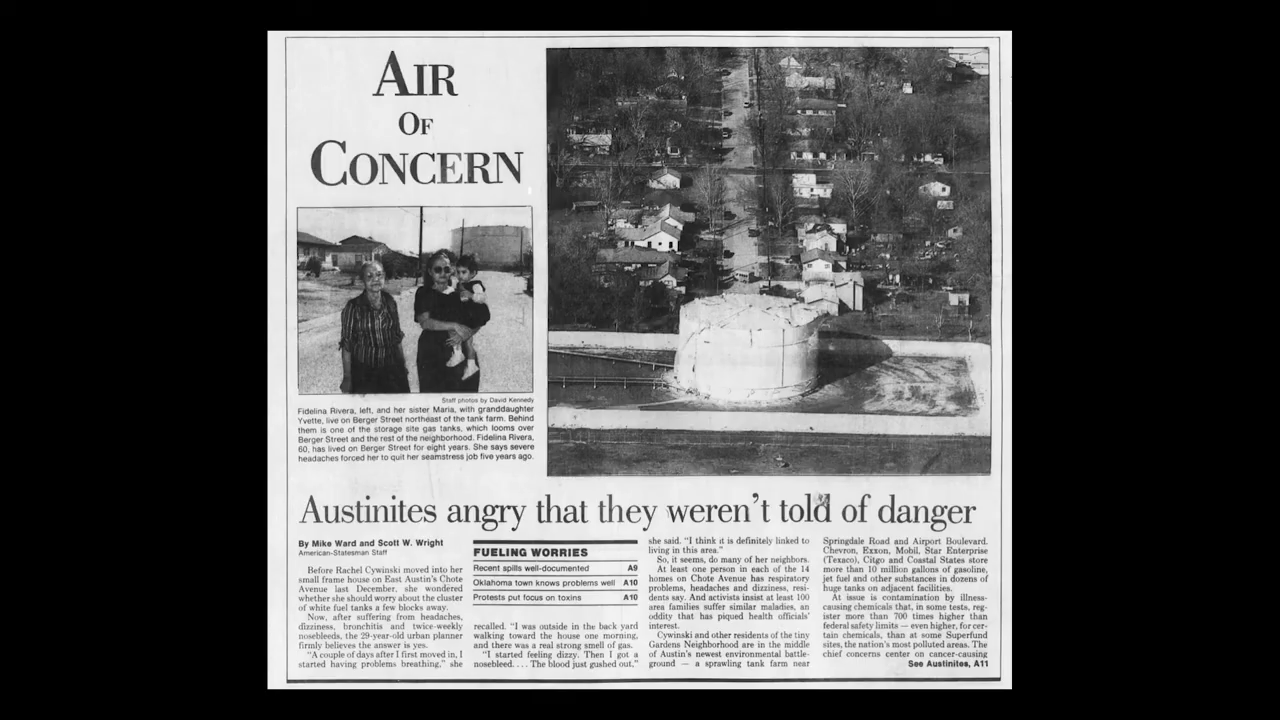 AIR
OF
CONCERN
Staff photos by David Kennedy
Fidelina Rivera, left, and her sister Maria, with granddaughter
Yvette, live on Berger Street northeast of the tank farm. Behind
them is one of the storage site gas tanks, which looms over
Berger Street and the rest of the neighborhood. Fidelina Rivera,
60, has lived on Berger Street for eight years. She says severe
headaches forced her to quit her seamstress job five years ago.
Austinites angry that they weren't told of danger
By Mike Ward and Scott W. Wright
American-Statesman Staff
Before Rachel Cywinski moved into her
small frame house on East Austin's Chote
Avenue last December, she wondered
whether she should worry about the cluster
of white fuel tanks a few blocks away.
Now, after suffering from headaches,
dizziness, bronchitis and twice-weekly
nosebleeds, the 29-year-old urban planner
firmly believes the answer is yes.
"A couple of days after I first moved in, I
started having problems breathing," she
FUELING WORRIES
Recent spills well-documented A9
Oklahoma town knows problems well A10
Protests put focus on toxins A10
recalled. "I was outside in the back yard
walking toward the house one morning,
and there was a real strong smell of gas.
"I started feeling dizzy. Then I got a
nosebleed. . . . The blood just gushed out,"
she said. "I think it is definitely linked to
living in this area."
So, it seems, do many of her neighbors.
At least one person in each of the 14
homes on Chote Avenue has respiratory
problems, headaches and dizziness, resi-
dents say. And activists insist at least 100
area families suffer similar maladies, an
oddity that has piqued health officials'
interest.
Cywinski and other residents of the tiny
Gardens Neighborhood are in the middle
of Austin's newest environmental battle-
ground — a sprawling tank farm near
Springdale Road and Airport Boulevard.
Chevron, Exxon, Mobil, Star Enterprise
(Texaco), Citgo and Coastal States store
more than 10 million gallons of gasoline,
jet fuel and other substances in dozens of
huge tanks on adjacent facilities.
At issue is contamination by illness-
causing chemicals that, in some tests, reg-
ister more than 700 times higher than
federal safety limits — even higher, for cer-
tain chemicals, than at some Superfund
sites, the nation's most polluted areas. The
chief concerns center on cancer-causing
See Austinites, A11